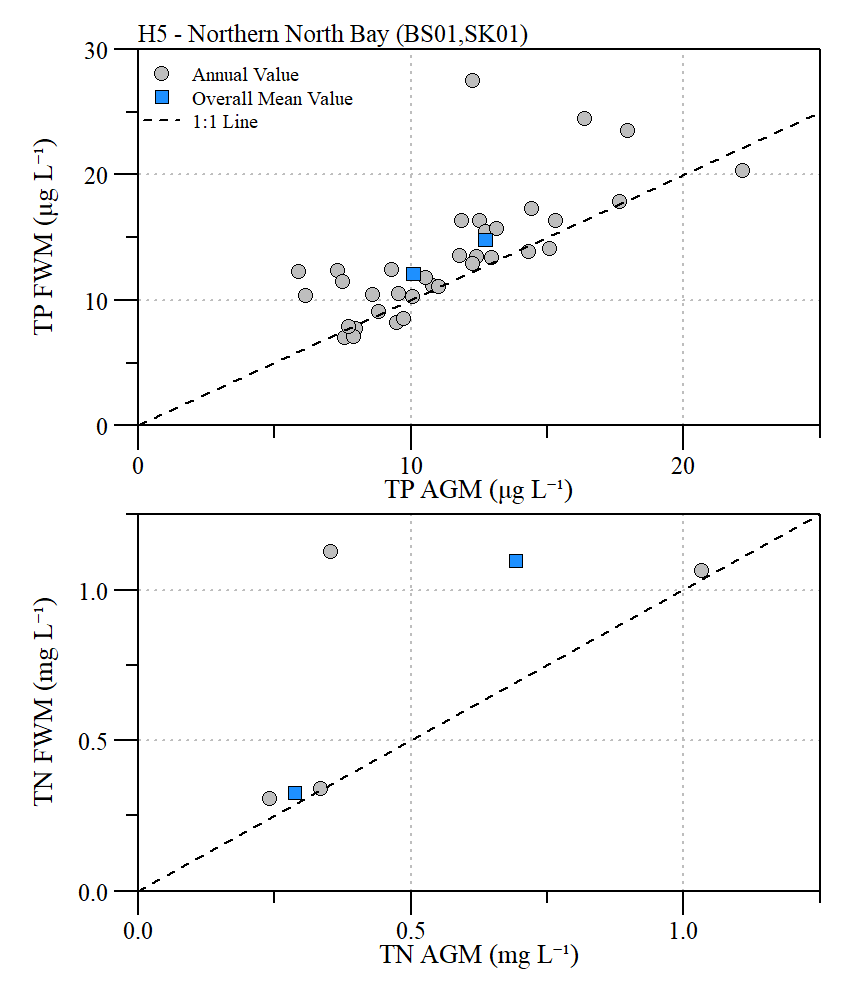 H5 - Northern North Bay (BS01,SK01)
Annual Value
Overall Mean Value
1:1 Line
TP FWM (μg L⁻¹)
30
20
10
0
0 10 20
TP AGM (μg L⁻¹)
TN FWM (mg L⁻¹)
1.0
0.5
0.0
0.0 0.5 1.0
TN AGM (mg L⁻¹)